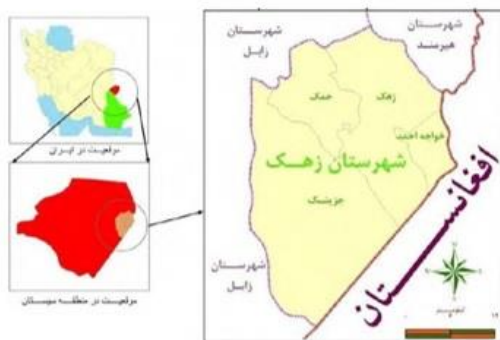 موقعیت در ایران
موقعیت در منطقه سیستان
شهرستان
زابل
شهرستان
هیرمند
خمک
زهک
خواجه احمد
شهرستان زهک
جزینک
شهرستان
زابل
افغانستان